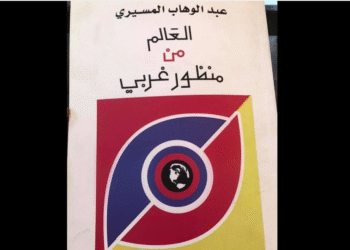 عبد الوهاب المسيري
العالم
من
منظور غربي